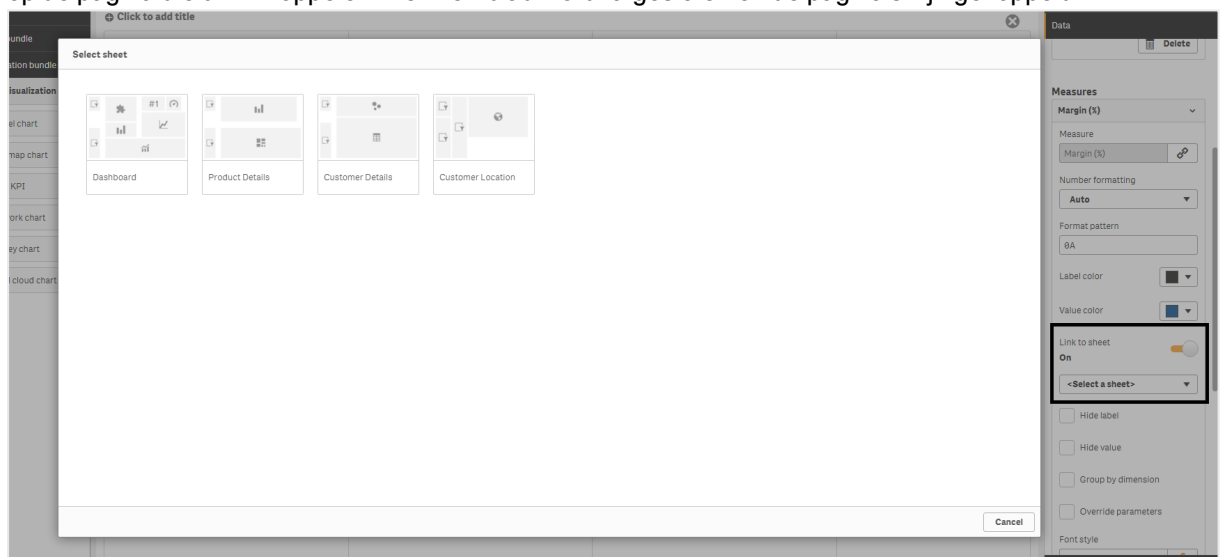 Click to add title
Data
bundle
Delete
ation bundle
Select sheet
isualization
Measures
Margin (%)
el chart
Measure
map chart
Margin (%)
#1
KPI
Number formatting
Dashboard
Product Details
Customer Details
Customer Location
Auto
ork chart
Format pattern
0A
ey chart
Label color
l cloud chart
Value color
Link to sheet
On
<Select a sheet>
Hide label
Hide value
Group by dimension
Cancel
Override parameters
Font style